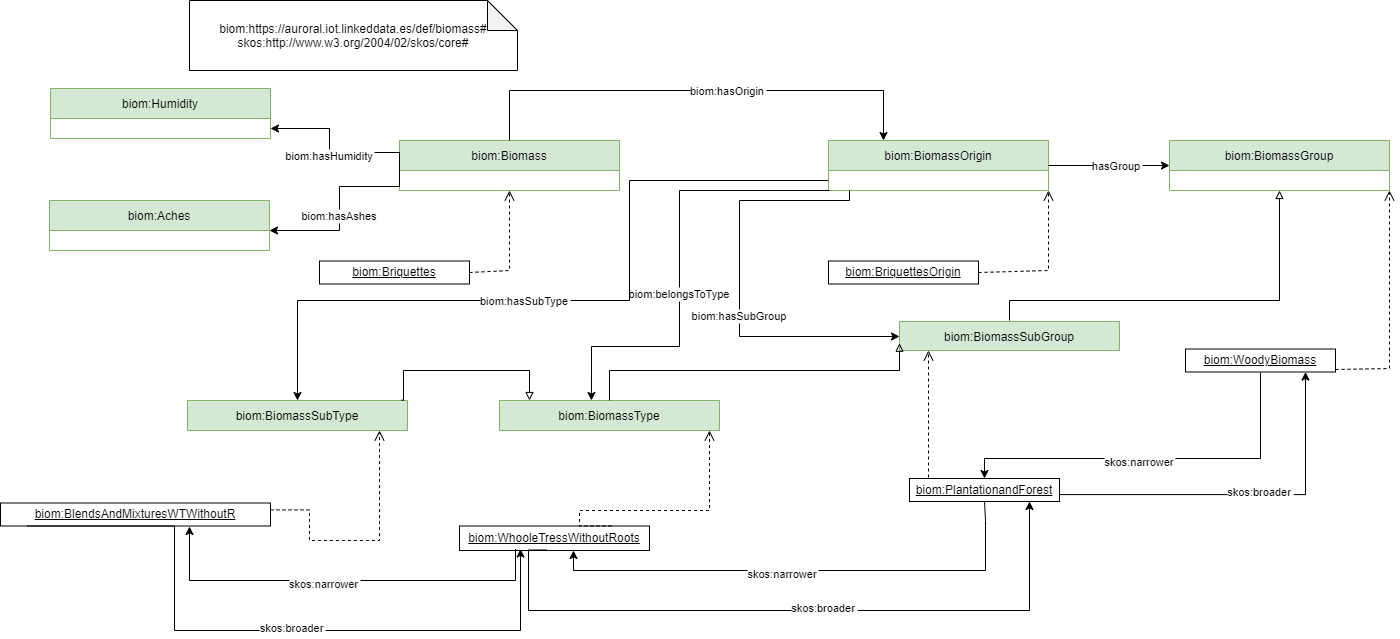 biom:https://auroral.iot.linkeddata.es/def/biomass#
skos:http://www.w3.org/2004/02/skos/core#
biom:hasOrigin
biom:Humidity
biom:hasHumidity
biom:Biomass
biom:BiomassOrigin
hasGroup
biom:BiomassGroup
biom:Aches
biom:hasAshes
biom:Briquettes
biom:BriquettesOrigin
biom:hasSubType
biom:belongsToType
biom:hasSubGroup
biom:BiomassSubGroup
biom:WoodyBiomass
biom:BiomassSubType
biom:BiomassType
skos:narrower
biom:PlantationandForest
skos:broader
biom:BlendsAndMixturesWTWithoutR
biom:WhooleTressWithoutRoots
skos:narrower
skos:narrower
skos:broader
skos:broader